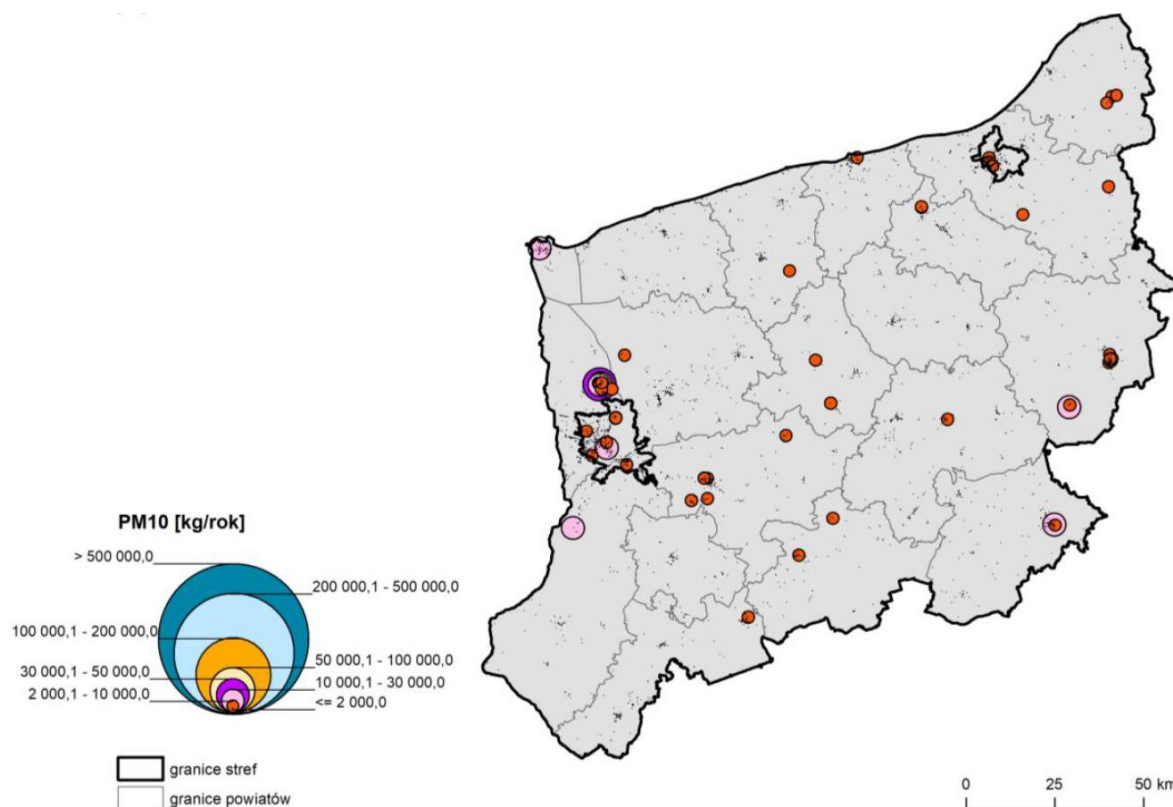 PM10 [kg/rok]
> 500 000,0
200 000,1 - 500 000,0
100 000,1 - 200 000,0
50 000,1 - 100 000,0
30 000,1 - 50 000,0
10 000,1 - 30 000,0
2 000,1 - 10 000,0
<= 2 000,0
granice stref
granice powiatów
0 25 50 km